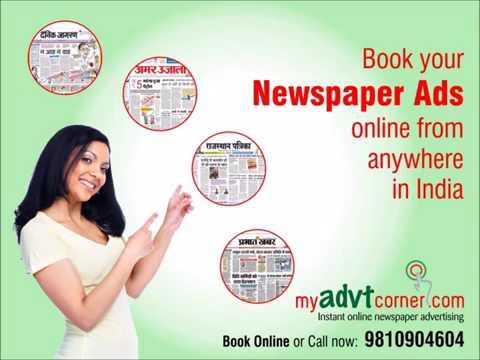 दैनिक जागरण
अमर उजाला
राजस्थान पत्रिका
प्रभात खबर
Book your
Newspaper Ads
online from
anywhere
in India
myadvtcorner.com
Instant online newspaper advertising
Book Online or Call now: 9810904604